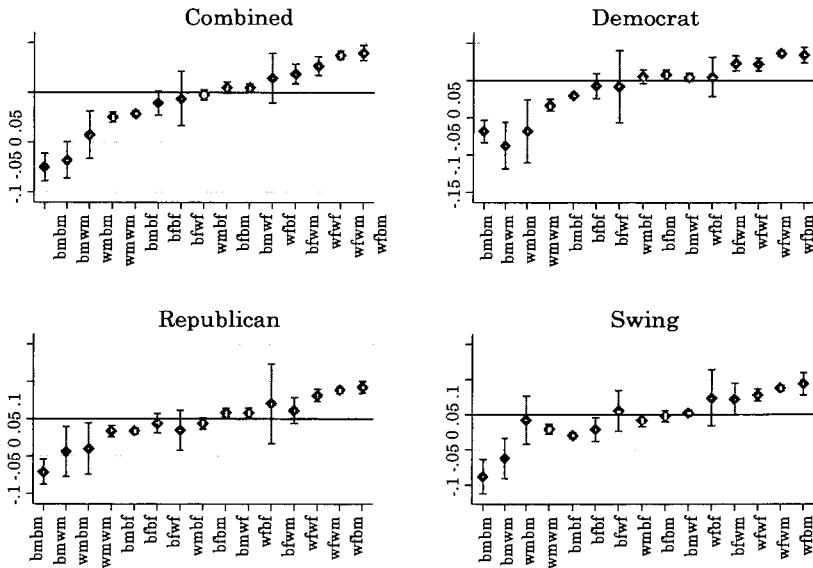 Combined
-.1 -.05 0 .05
bmbm bmwm wmbm wmwm bmbf bfbf bfwf wmbf bfbm bmwf wfbf bfwm wfwf wfwm wfbm
Democrat
-.15 -.1 -.05 0 .05
bmbm bmwm wmbm wmwm bmbf bfbf bfwf wmbf bfbm bmwf wfbf bfwm wfwf wfwm wfbm
Republican
-.1 -.05 0 .05 .1
bmbm bmwm wmbm wmwm bmbf bfbf bfwf wmbf bfbm bmwf wfbf bfwm wfwf wfwm wfbm
Swing
-.1 -.05 0 .05 .1
bmbm bmwm wmbm wmwm bmbf bfbf bfwf wmbf bfbm bmwf wfbf bfwm wfwf wfwm wfbm